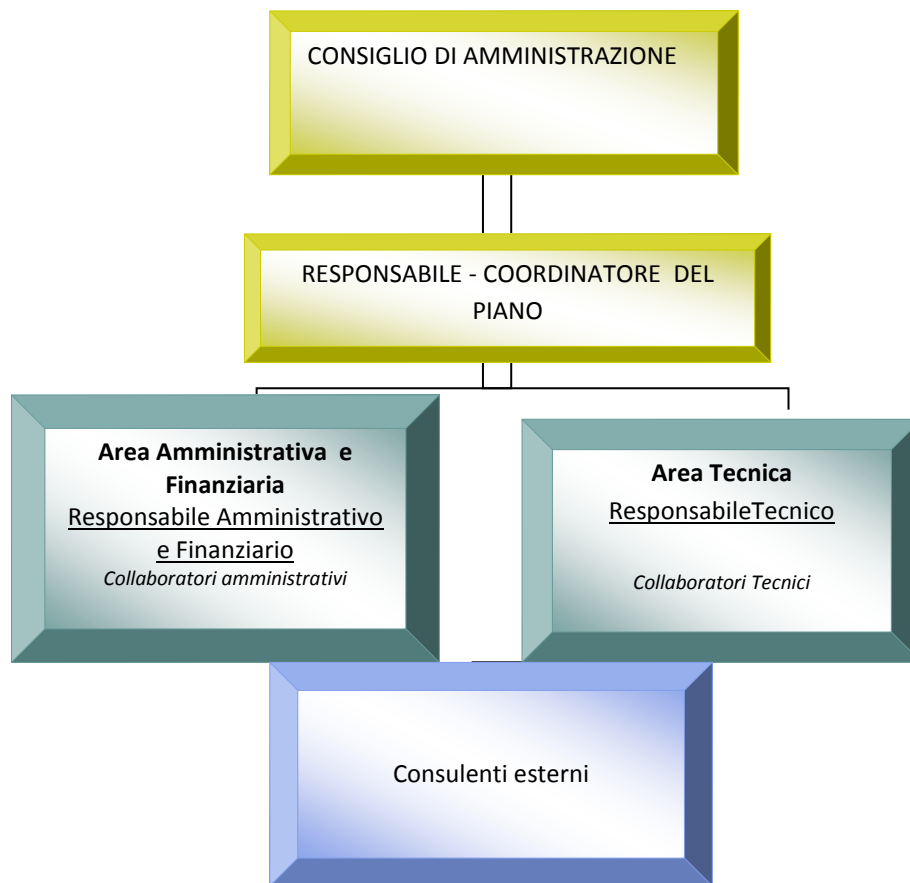 CONSIGLIO DI AMMINISTRAZIONE
RESPONSABILE - COORDINATORE  DEL
PIANO
Area Amministrativa  e
Finanziaria
Responsabile Amministrativo
e Finanziario
Collaboratori amministrativi
Area Tecnica
ResponsabileTecnico
Collaboratori Tecnici
Consulenti esterni